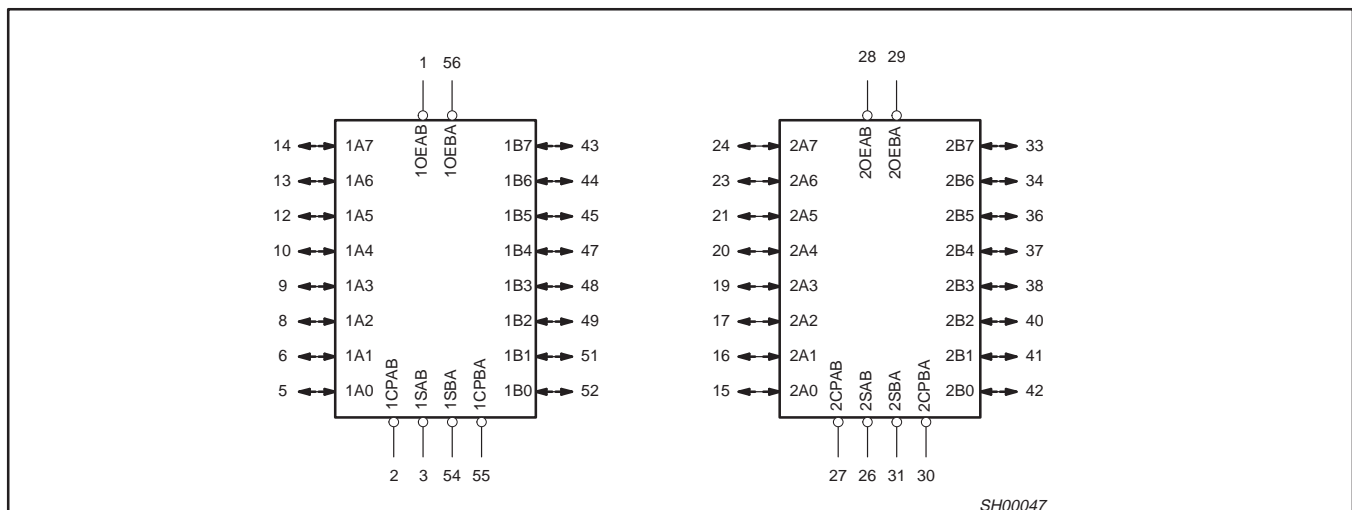 1 56
28 29
1OEAB 1OEBA
2OEAB 2OEBA
14 1A7 1B7 43
24 2A7 2B7 33
13 1A6 1B6 44
23 2A6 2B6 34
12 1A5 1B5 45
21 2A5 2B5 36
10 1A4 1B4 47
20 2A4 2B4 37
9 1A3 1B3 48
19 2A3 2B3 38
8 1A2 1B2 49
17 2A2 2B2 40
6 1A1 1B1 51
16 2A1 2B1 41
5 1A0 1B0 52
15 2A0 2B0 42
1CPAB 1SAB 1SBA 1CPBA
2CPAB 2SAB 2SBA 2CPBA
2 3 54 55
27 26 31 30
SH00047